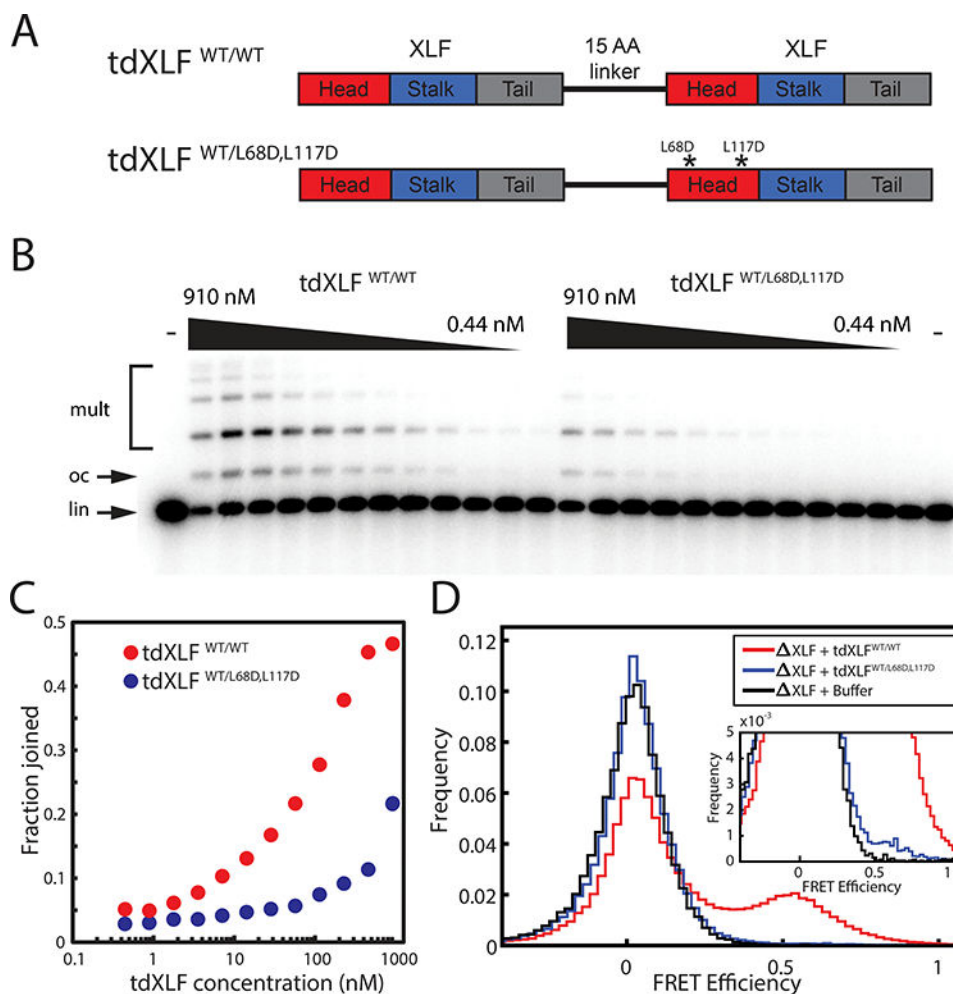 A
tdXLF WT/WT
XLF
15 AA
linker
XLF
Head Stalk Tail Head Stalk Tail
tdXLF WT/L68D,L117D
L68D L117D
* *
Head Stalk Tail Head Stalk Tail
B
tdXLF WT/WT
tdXLF WT/L68D,L117D
- 910 nM 0.44 nM 910 nM 0.44 nM -
mult
oc
lin
C
0.5
0.4
0.3
0.2
0.1
0
Fraction joined
tdXLF WT/WT
tdXLF WT/L68D,L117D
0.1 1 10 100 1000
tdXLF concentration (nM)
D
0.12
0.10
0.08
0.06
0.04
0.02
0
Frequency
ΔXLF + tdXLF WT/WT
ΔXLF + tdXLF WT/L68D,L117D
ΔXLF + Buffer
x10-3
5
4
3
2
1
0
Frequency
0 0.5 1
FRET Efficiency
0 0.5 1
FRET Efficiency